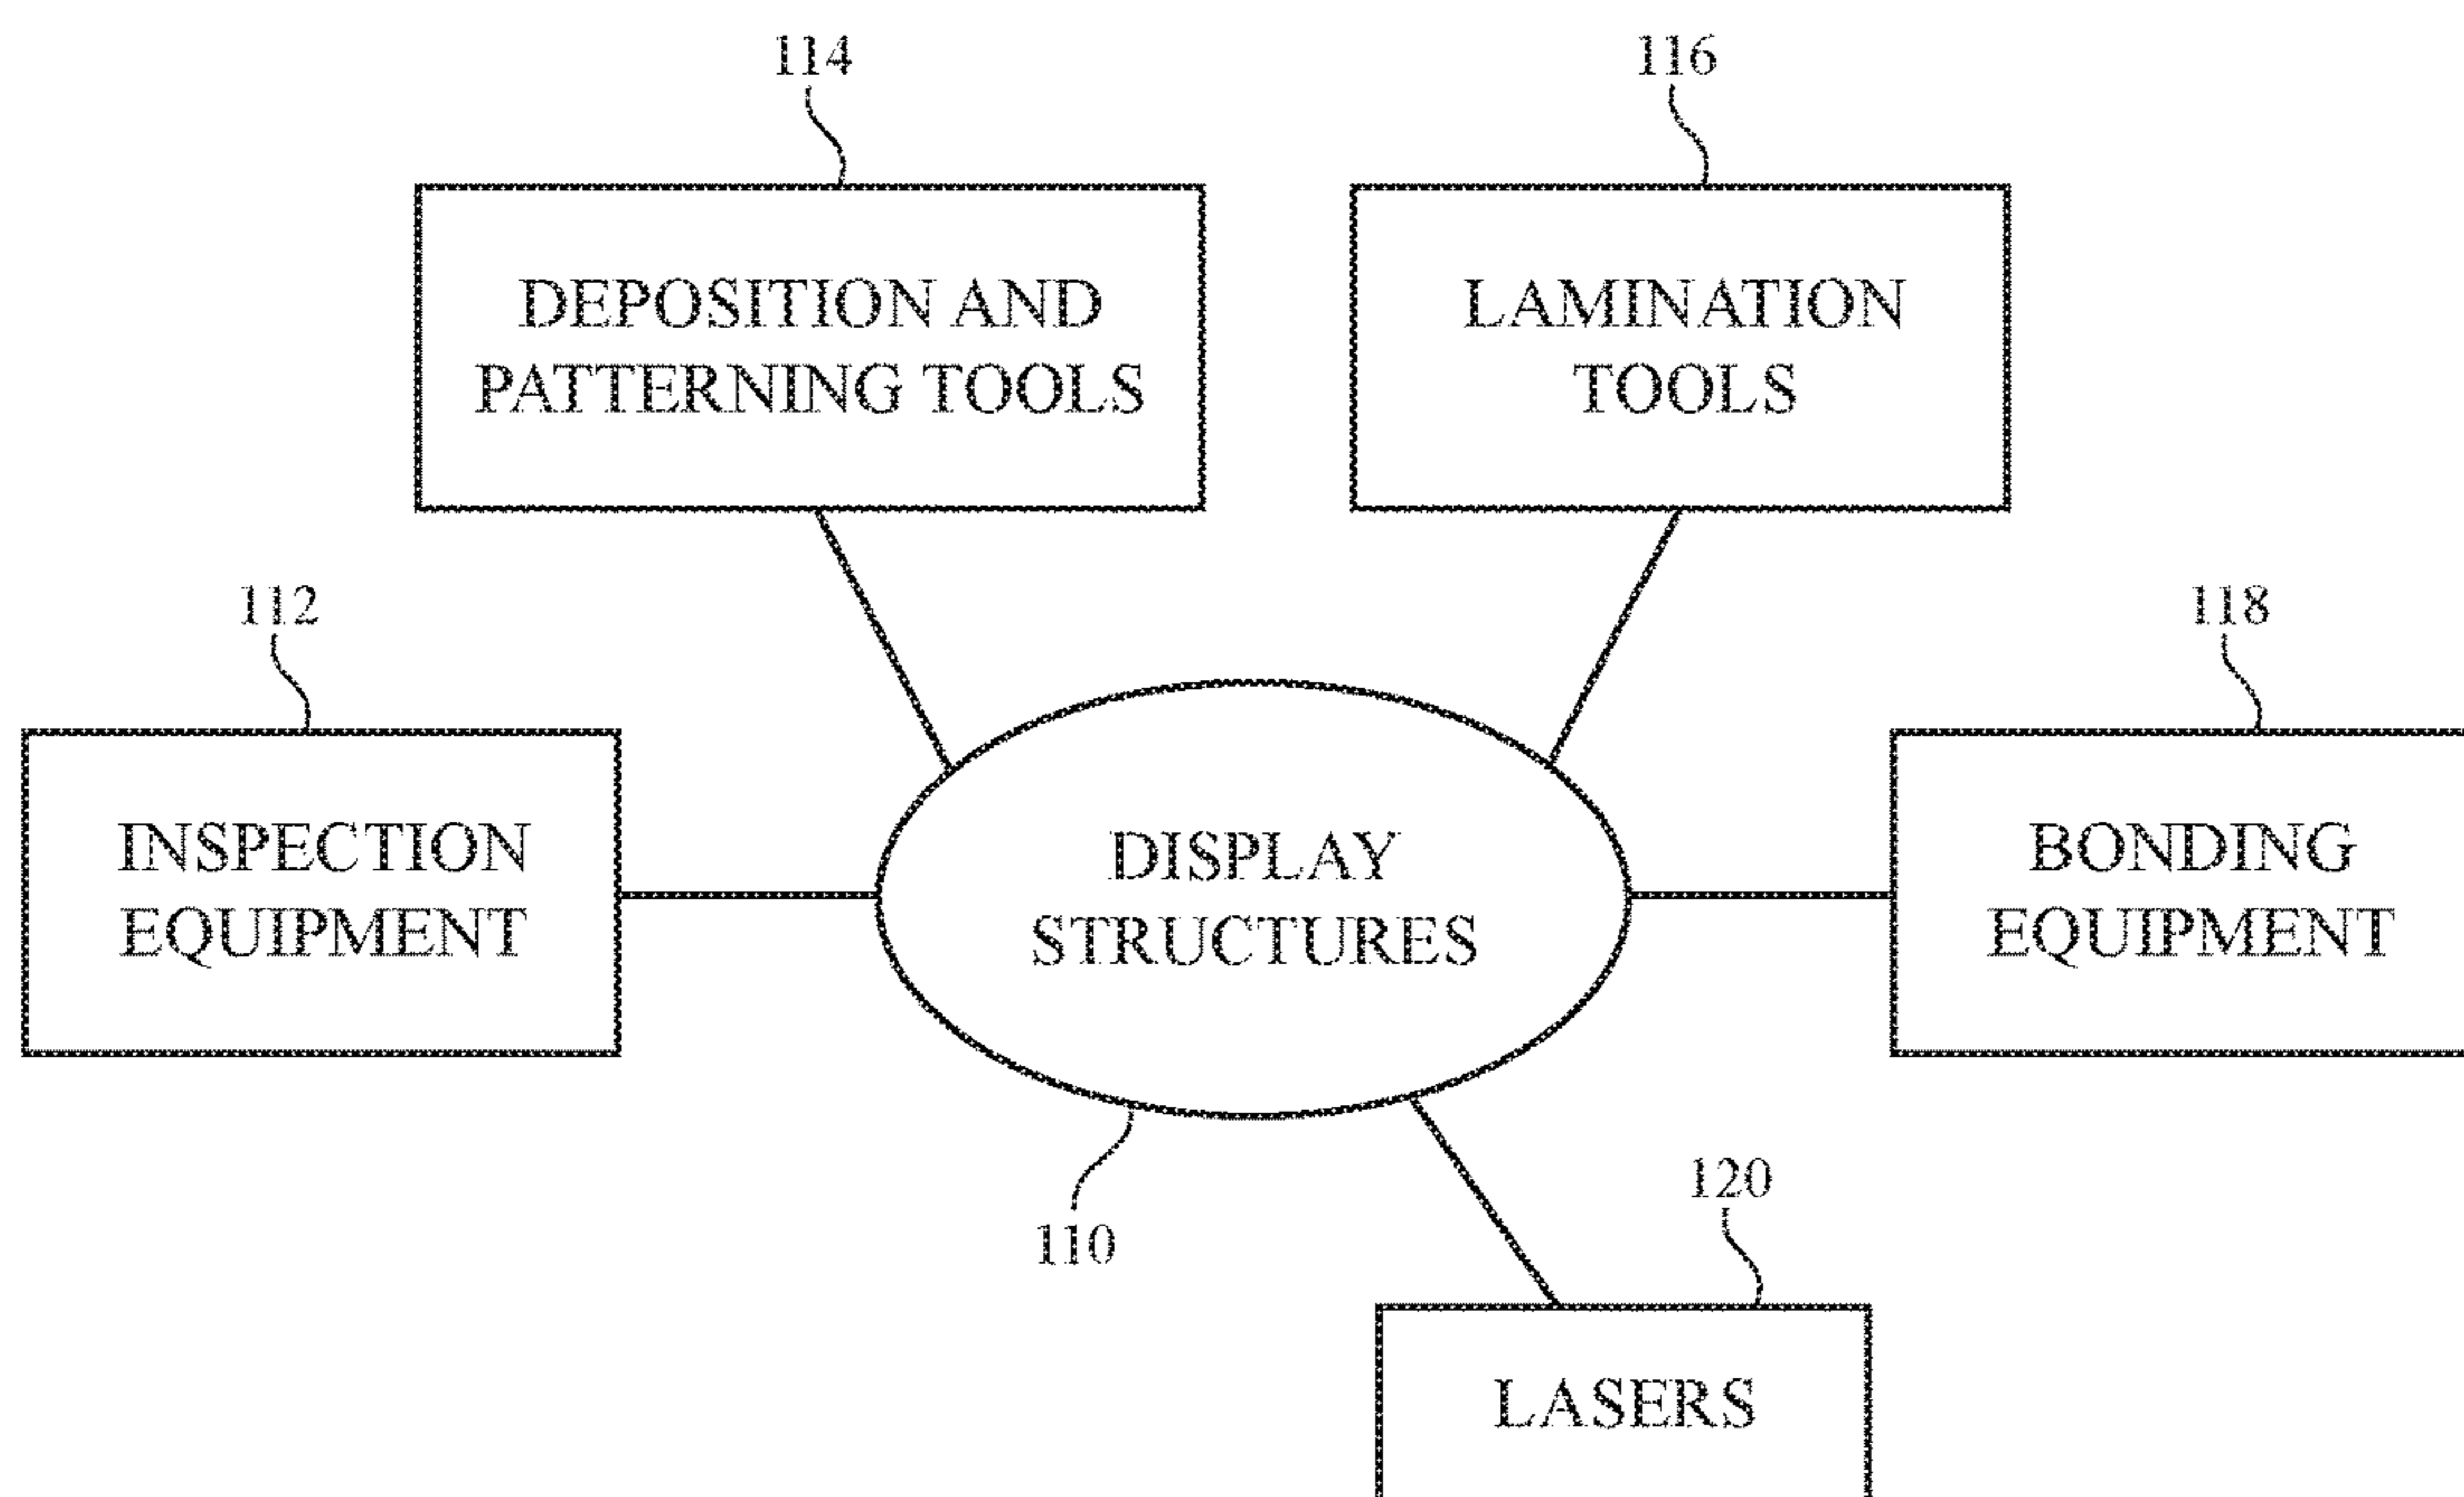 114
116
DEPOSITION AND
PATTERNING TOOLS
LAMINATION
TOOLS
112
118
INSPECTION
EQUIPMENT
DISPLAY
STRUCTURES
BONDING
EQUIPMENT
110
120
LASERS